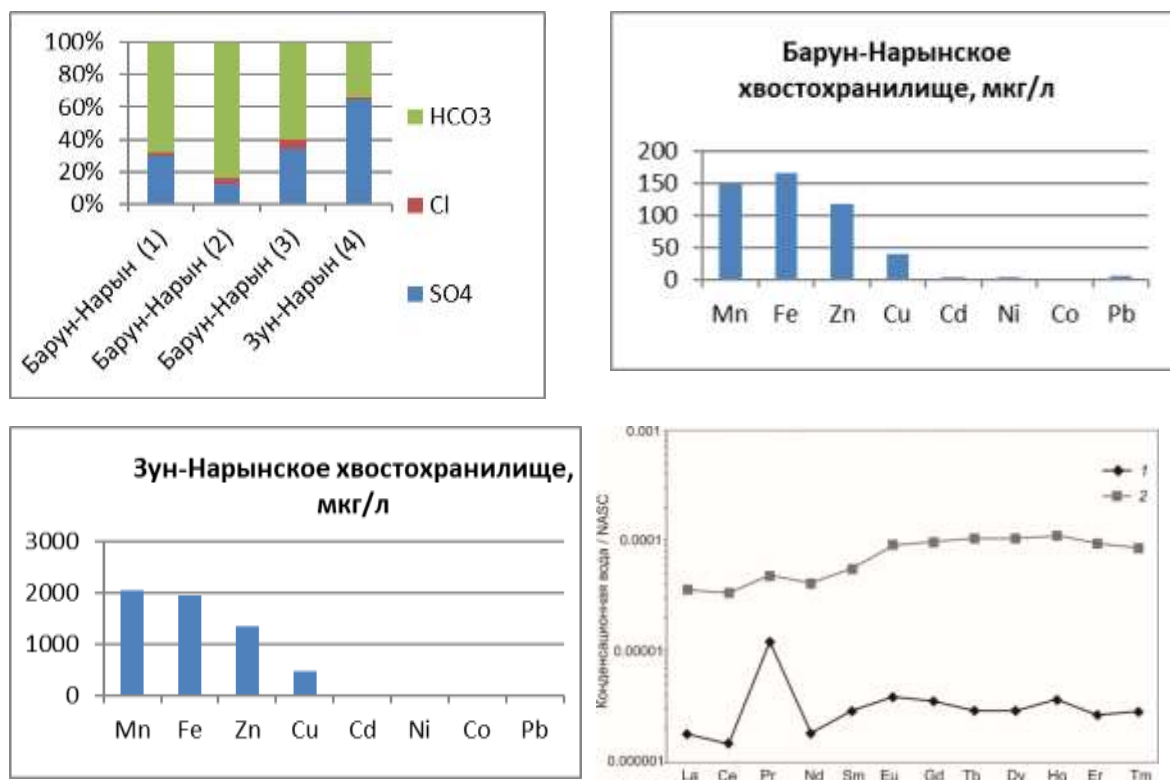 100%
80%
60%
40%
20%
0%
HCO3
Cl
SO4
Барун-Нарын (1)
Барун-Нарын (2)
Барун-Нарын (3)
Зун-Нарын (4)
Барун-Нарынское
хвостохранилище, мкг/л
200
150
100
50
0
Mn Fe Zn Cu Cd Ni Co Pb
Зун-Нарынское хвостохранилище,
мкг/л
3000
2000
1000
0
Mn Fe Zn Cu Cd Ni Co Pb
Конденсационная вода / NASC
0.001
0.0001
0.00001
0.000001
1
2
La Ce Pr Nd Sm Eu Gd Tb Dy Ho Er Tm